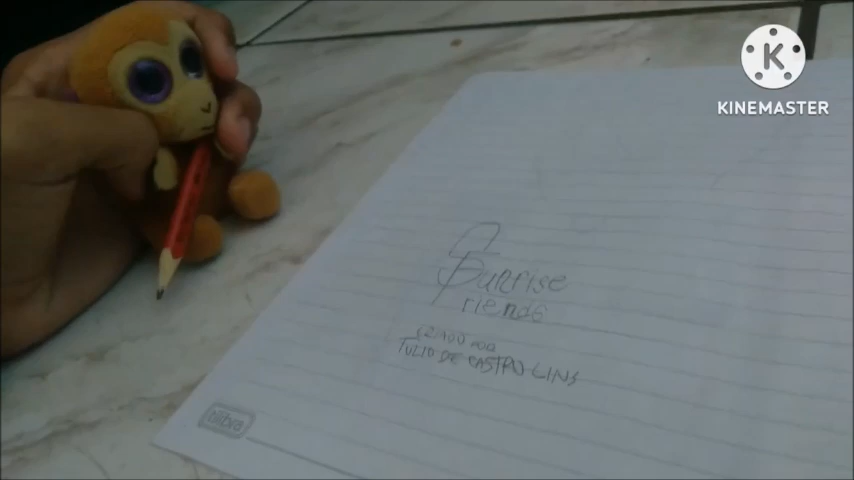 KINEMASTER
Sunrise
riends
CRIADO POR
TULIO DE CASTRO LINS
tilibra